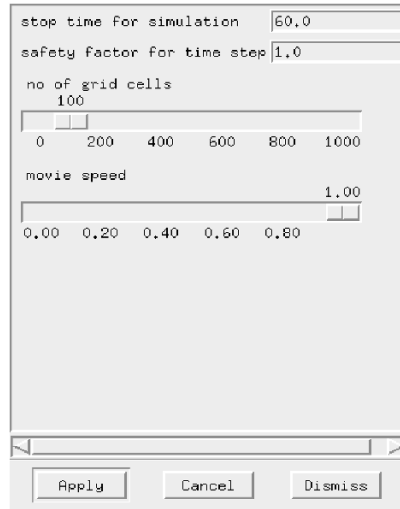 stop time for simulation 60.0
safety factor for time step 1.0
no of grid cells
100
0 200 400 600 800 1000
movie speed
1.00
0.00 0.20 0.40 0.60 0.80
Apply Cancel Dismiss